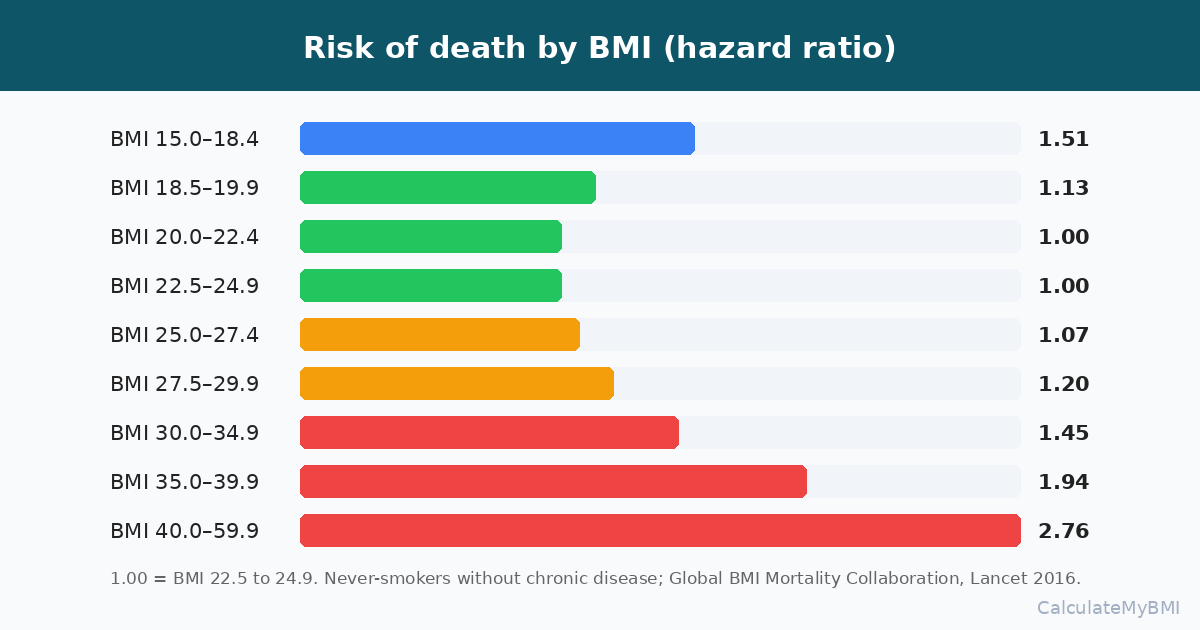 Risk of death by BMI (hazard ratio)
BMI 15.0–18.4 1.51
BMI 18.5–19.9 1.13
BMI 20.0–22.4 1.00
BMI 22.5–24.9 1.00
BMI 25.0–27.4 1.07
BMI 27.5–29.9 1.20
BMI 30.0–34.9 1.45
BMI 35.0–39.9 1.94
BMI 40.0–59.9 2.76
1.00 = BMI 22.5 to 24.9. Never-smokers without chronic disease; Global BMI Mortality Collaboration, Lancet 2016.
CalculateMyBMI